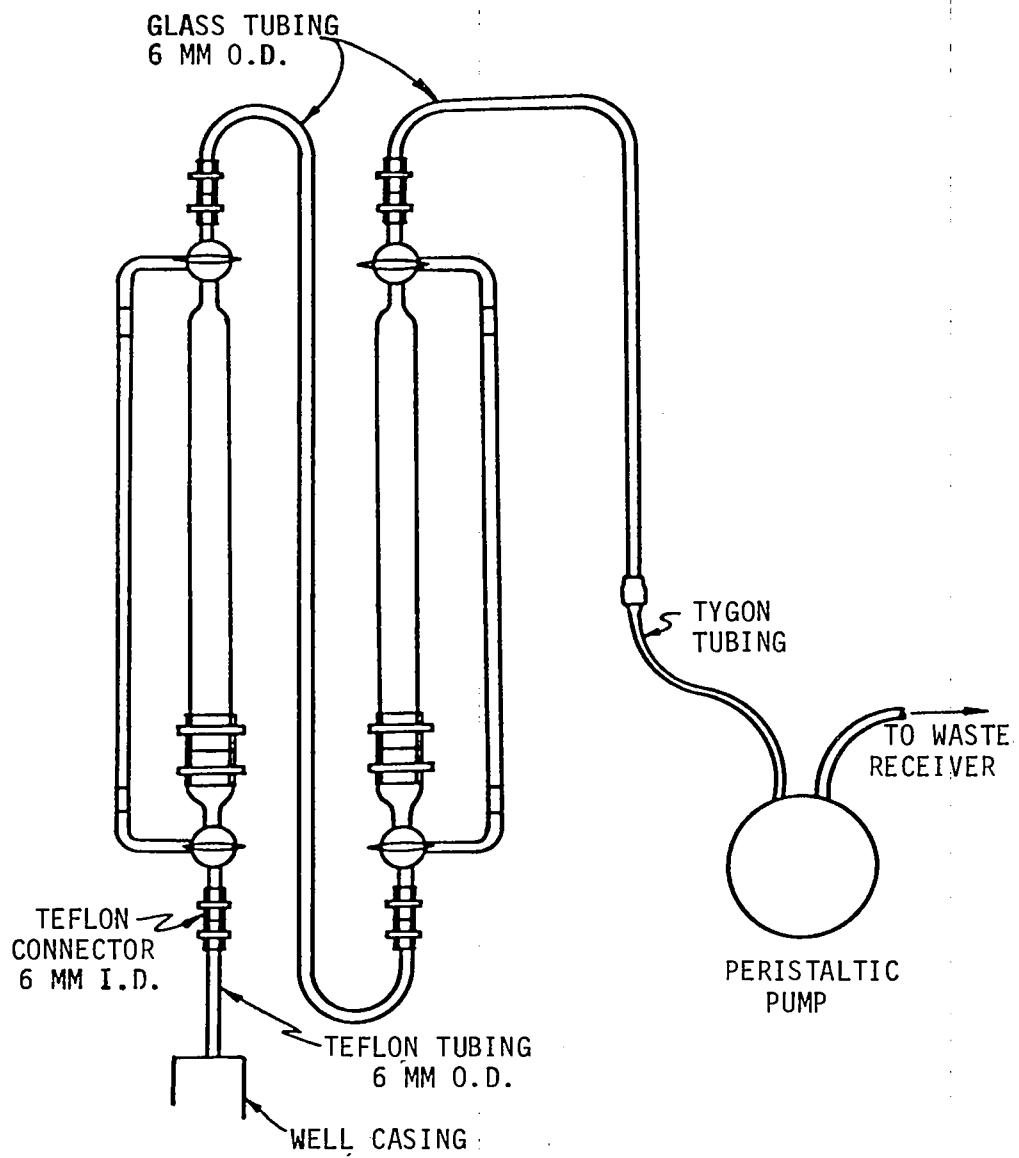 GLASS TUBING
6 MM O.D.
TYGON
TUBING
TO WASTE
RECEIVER
TEFLON
CONNECTOR
6 MM I.D.
PERISTALTIC
PUMP
TEFLON TUBING
6 MM O.D.
WELL CASING